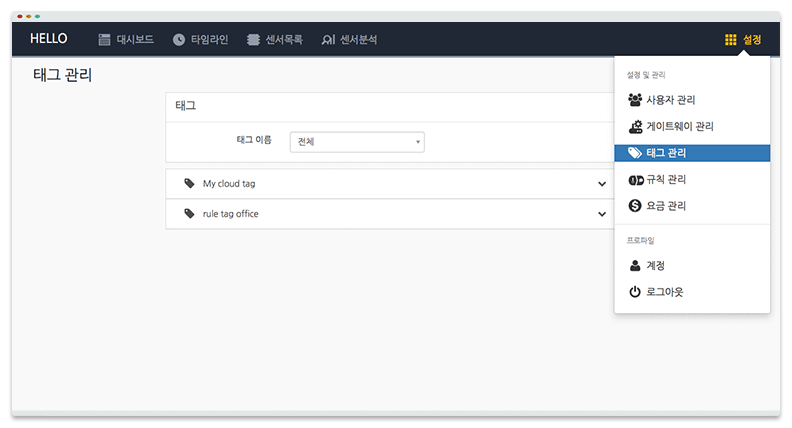 HELLO 대시보드 타임라인 센서목록 센서분석 설정
태그 관리
태그
태그 이름 전체
My cloud tag
rule tag office
설정 및 관리
사용자 관리
게이트웨이 관리
태그 관리
규칙 관리
요금 관리
프로파일
계정
로그아웃